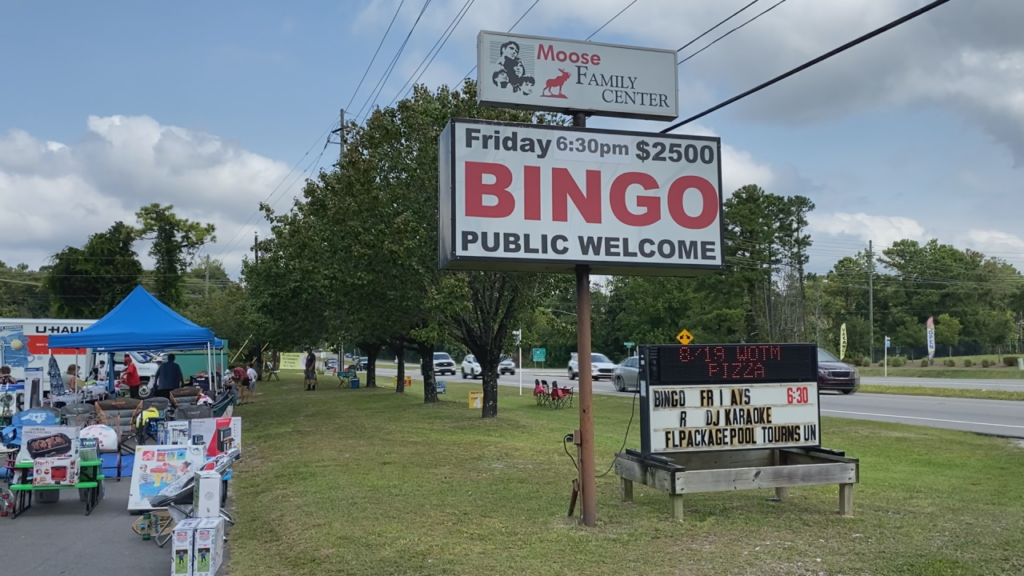 Moose
FAMILY
CENTER
Friday 6:30pm $2500
BINGO
PUBLIC WELCOME
U-HAUL
8/19 WOTM
PIZZA
BINGO FRI AYS 6:30
R DJ KARAOKE
FLPACKAGEPOOL TOURNS UN